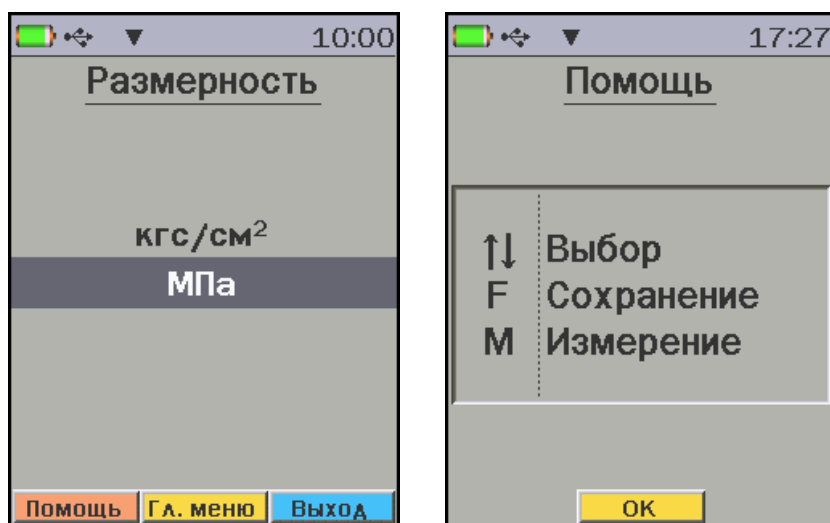 10:00
Размерность
кгс/см²
МПа
Помощь Гл. меню Выход
17:27
Помощь
↑↓ Выбор
F Сохранение
M Измерение
OK